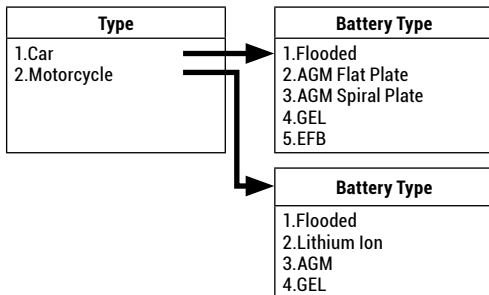 Type
1.Car
2.Motorcycle
Battery Type
1.Flooded
2.AGM Flat Plate
3.AGM Spiral Plate
4.GEL
5.EFB
Battery Type
1.Flooded
2.Lithium Ion
3.AGM
4.GEL